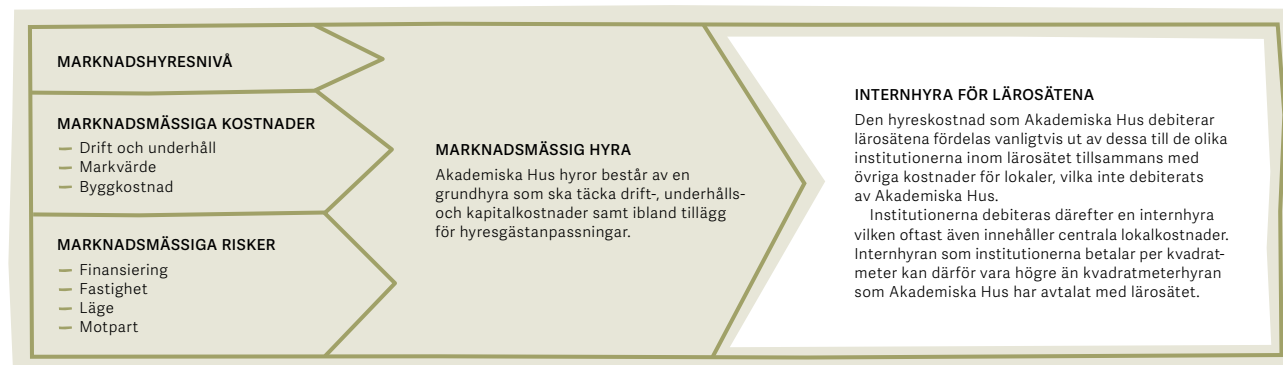 MARKNADSHYRESNIVÅ
MARKNADSMÄSSIGA KOSTNADER
— Drift och underhåll
— Markvärde
— Byggkostnad
MARKNADSMÄSSIGA RISKER
— Finansiering
— Fastighet
— Läge
— Motpart
MARKNADSMÄSSIG HYRA
Akademiska Hus hyror består av en
grundhyra som ska täcka drift-, underhålls-
och kapitalkostnader samt ibland tillägg
för hyresgästanpassningar.
INTERNHYRA FÖR LÄROSÄTENA
Den hyreskostnad som Akademiska Hus debiterar
lärosätena fördelas vanligtvis ut av dessa till de olika
institutionerna inom lärosätet tillsammans med
övriga kostnader för lokaler, vilka inte debiterats
av Akademiska Hus.
Institutionerna debiteras därefter en internhyra
vilken oftast även innehåller centrala lokalkostnader.
Internhyran som institutionerna betalar per kvadrat-
meter kan därför vara högre än kvadratmeterhyran
som Akademiska Hus har avtalat med lärosätet.